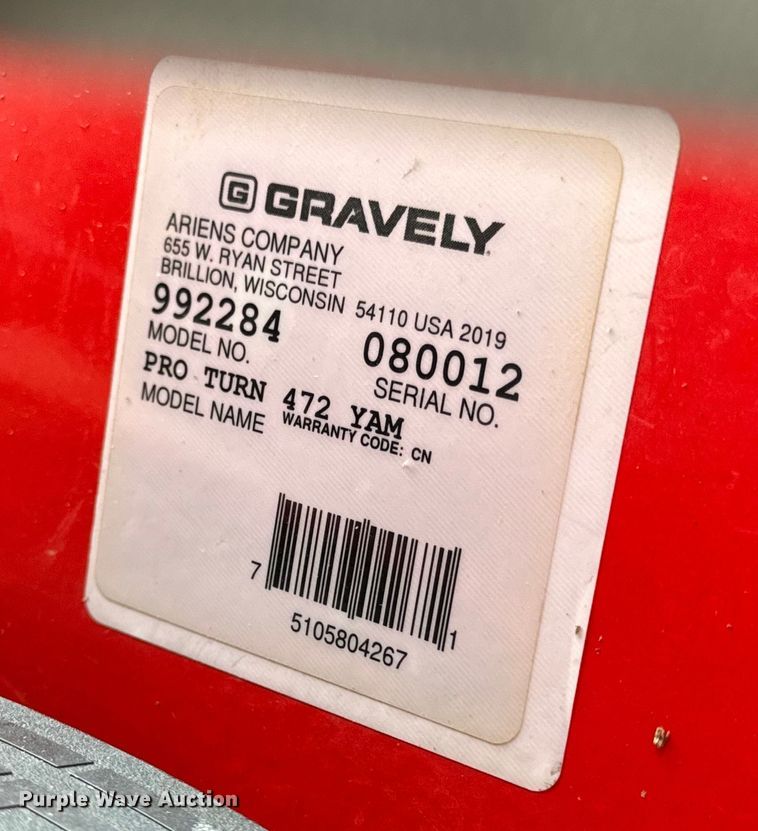 G GRAVELY
ARIENS COMPANY
655 W. RYAN STREET
BRILLION, WISCONSIN 54110 USA 2019
992284 080012
MODEL NO. SERIAL NO.
PRO TURN 472 YAM
MODEL NAME WARRANTY CODE: CN
7 5105804267 1
Purple Wave Auction